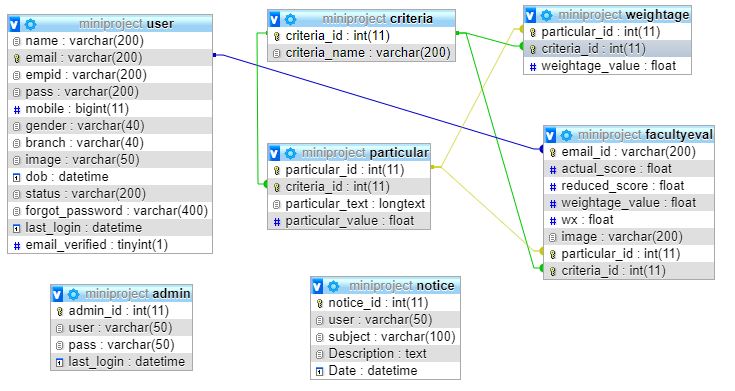 miniproject user
name : varchar(200)
email : varchar(200)
empid : varchar(200)
pass : varchar(200)
mobile : bigint(11)
gender : varchar(40)
branch : varchar(40)
image : varchar(50)
dob : datetime
status : varchar(200)
forgot_password : varchar(400)
last_login : datetime
email_verified : tinyint(1)
miniproject criteria
criteria_id : int(11)
criteria_name : varchar(200)
miniproject weightage
particular_id : int(11)
criteria_id : int(11)
weightage_value : float
miniproject particular
particular_id : int(11)
criteria_id : int(11)
particular_text : longtext
particular_value : float
miniproject facultyeval
email_id : varchar(200)
actual_score : float
reduced_score : float
weightage_value : float
wx : float
image : varchar(200)
particular_id : int(11)
criteria_id : int(11)
miniproject admin
admin_id : int(11)
user : varchar(50)
pass : varchar(50)
last_login : datetime
miniproject notice
notice_id : int(11)
user : varchar(50)
subject : varchar(100)
Description : text
Date : datetime